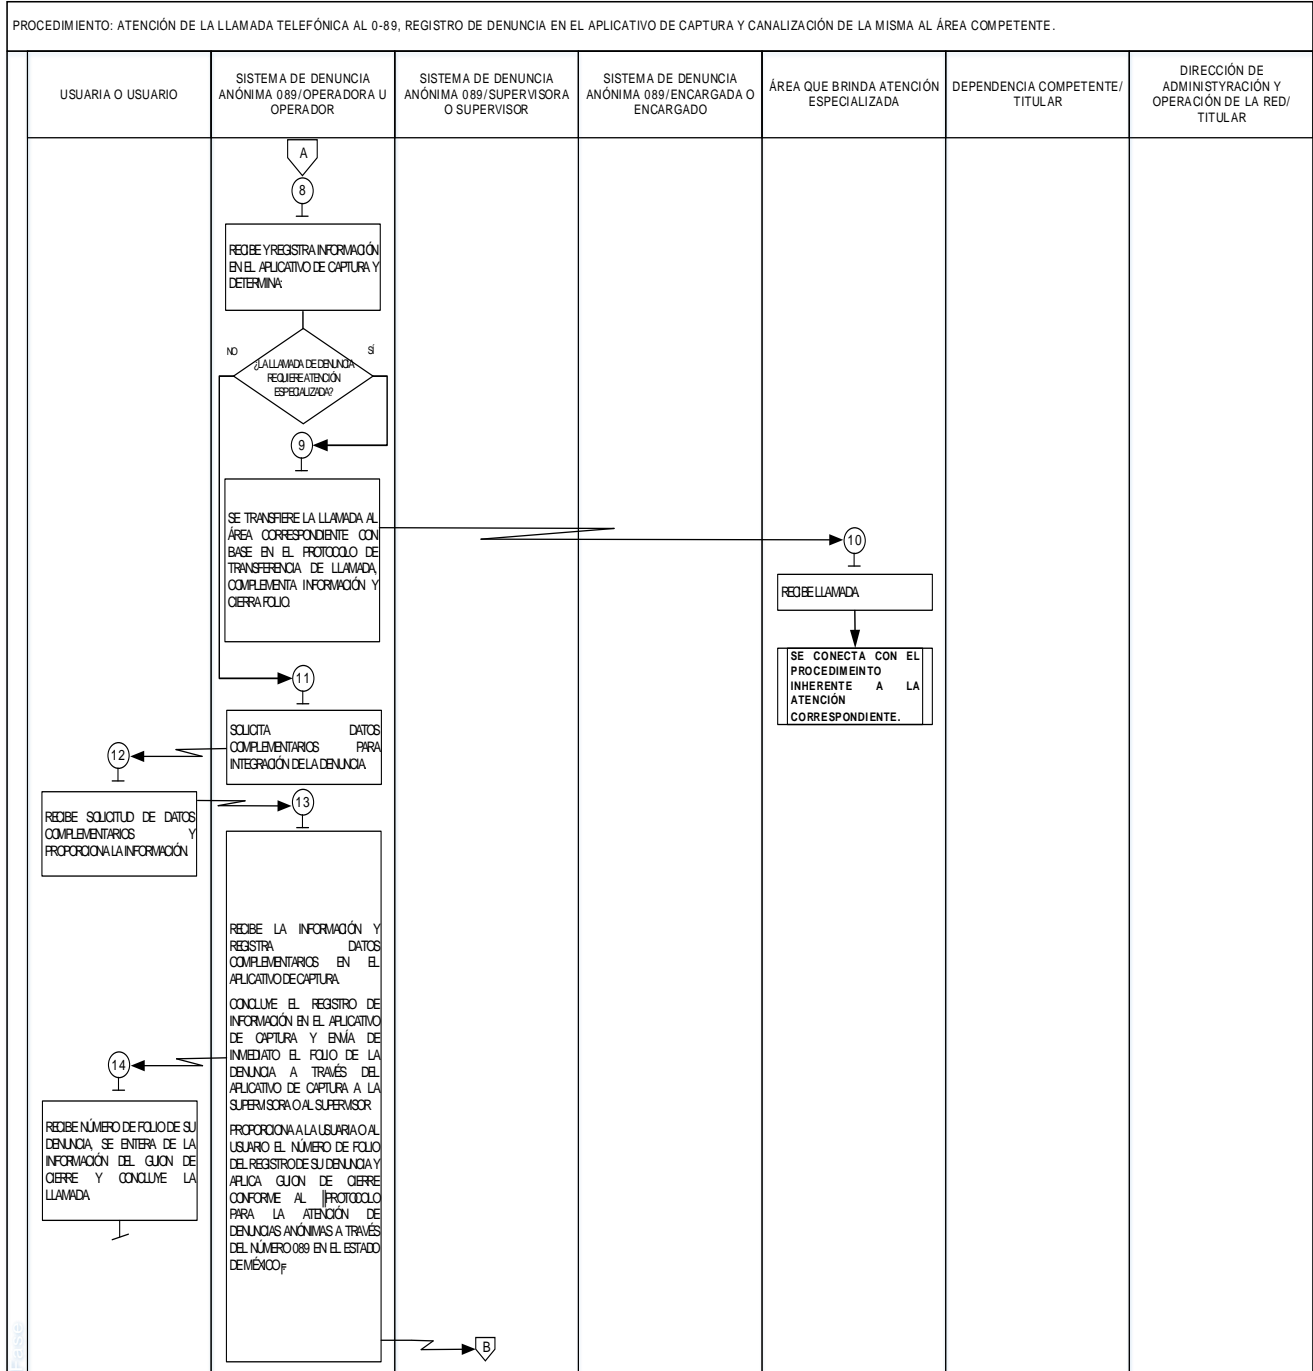 PROCEDIMIENTO: ATENCIÓN DE LA LLAMADA TELEFÓNICA AL 0-89, REGISTRO DE DENUNCIA EN EL APLICATIVO DE CAPTURA Y CANALIZACIÓN DE LA MISMA AL ÁREA COMPETENTE.
USUARIA O USUARIO
SISTEMA DE DENUNCIA
ANÓNIMA 089/OPERADORA U
OPERADOR
SISTEMA DE DENUNCIA
ANÓNIMA 089/SUPERVISORA
O SUPERVISOR
SISTEMA DE DENUNCIA
ANÓNIMA 089/ENCARGADA O
ENCARGADO
ÁREA QUE BRINDA ATENCIÓN
ESPECIALIZADA
DEPENDENCIA COMPETENTE/
TITULAR
DIRECCIÓN DE
ADMINISTYRACIÓN Y
OPERACIÓN DE LA RED/
TITULAR
A
8
RECIBE Y REGISTRA INFORMACIÓN
EN EL APLICATIVO DE CAPTURA Y
DETERMINA:
NO
SÍ
¿LA LLAMADA DE DENUNCIA
REQUIERE ATENCIÓN
ESPECIALIZADA?
9
SE TRANSFIERE LA LLAMADA AL
ÁREA CORRESPONDIENTE CON
BASE EN EL PROTOCOLO DE
TRANSFERENCIA DE LLAMADA,
COMPLEMENTA INFORMACIÓN Y
CIERRA FOLIO.
10
RECIBE LLAMADA
SE CONECTA CON EL
PROCEDIMEINTO
INHERENTE A LA
ATENCIÓN
CORRESPONDIENTE.
11
SOLICITA DATOS
COMPLEMENTARIOS PARA
INTEGRACIÓN DE LA DENUNCIA
12
RECIBE SOLICITUD DE DATOS
COMPLEMENTARIOS Y
PROPORCIONA LA INFORMACIÓN.
13
RECIBE LA INFORMACIÓN Y
REGISTRA DATOS
COMPLEMENTARIOS EN EL
APLICATIVO DE CAPTURA.
CONCLUYE EL REGISTRO DE
INFORMACIÓN EN EL APLICATIVO
DE CAPTURA Y ENVÍA DE
INMEDIATO EL FOLIO DE LA
DENUNCIA A TRAVÉS DEL
APLICATIVO DE CAPTURA A LA
SUPERVISORA O AL SUPERVISOR
PROPORCIONA A LA USUARIA O AL
USUARIO EL NÚMERO DE FOLIO
DEL REGISTRO DE SU DENUNCIA Y
APLICA GUION DE CIERRE
CONFORME AL PROTOCOLO
PARA LA ATENCIÓN DE
DENUNCIAS ANÓNIMAS A TRAVÉS
DEL NÚMERO 089 EN EL ESTADO
DE MÉXICO
14
RECIBE NÚMERO DE FOLIO DE SU
DENUNCIA, SE ENTERA DE LA
INFORMACIÓN DEL GUION DE
CIERRE Y CONCLUYE LA
LLAMADA
B